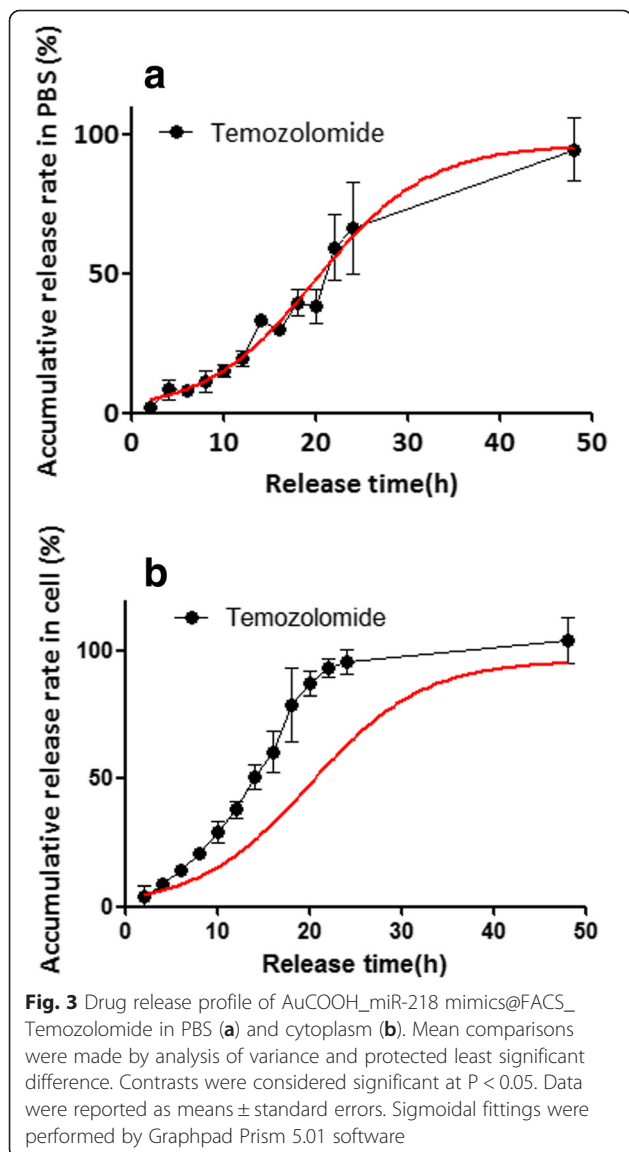 a
Accumulative release rate in PBS (%)
Temozolomide
100
50
0
0 10 20 30 40 50
Release time(h)
b
Accumulative release rate in cell (%)
Temozolomide
100
50
0
0 10 20 30 40 50
Release time(h)
Fig. 3 Drug release profile of AuCOOH_miR-218 mimics@FACS_
Temozolomide in PBS (a) and cytoplasm (b). Mean comparisons
were made by analysis of variance and protected least significant
difference. Contrasts were considered significant at P < 0.05. Data
were reported as means ± standard errors. Sigmoidal fittings were
performed by Graphpad Prism 5.01 software